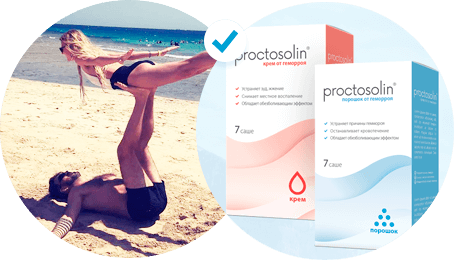 proctosolin®
крем от геморроя
Устраняет зуд, жжение
Снимает местное воспаление
Обладает обезболивающим эффектом
7 саше
крем
proctosolin®
порошок от геморроя
Устраняет причины геморроя
Останавливает кровотечение
Обладает обезболивающим эффектом
7 саше
порошок